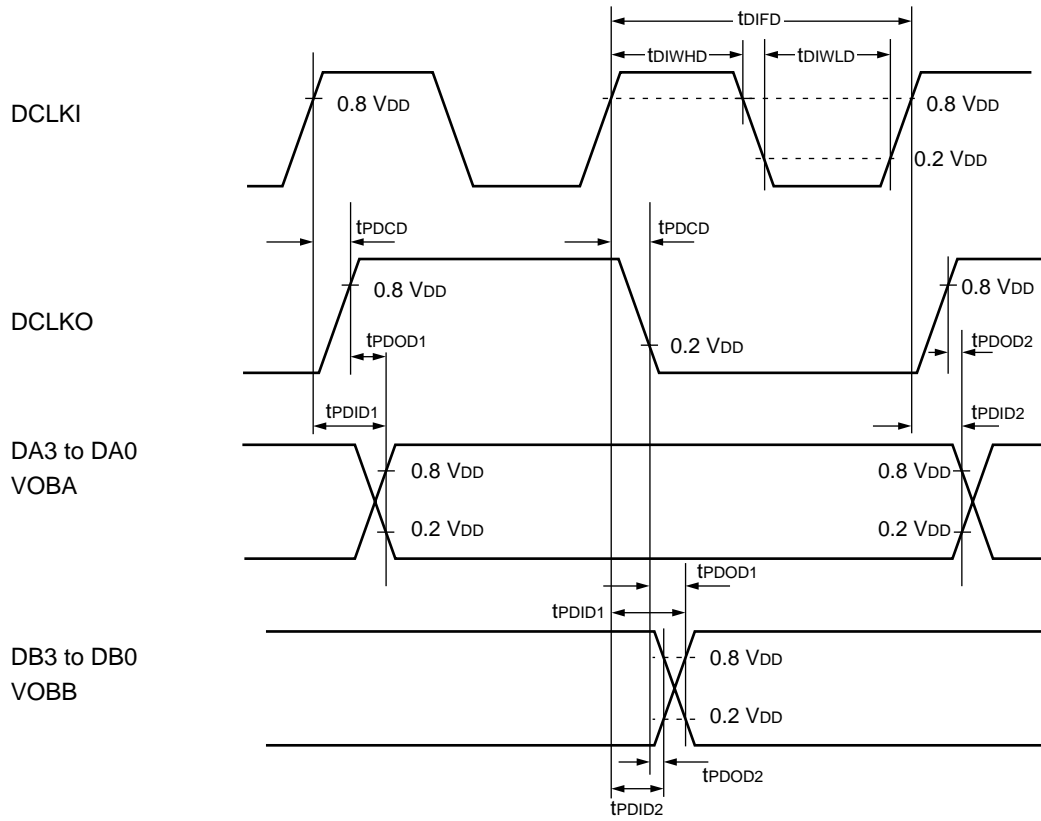 tDIFD
tDIWHD
tDIWLD
DCLKI
0.8 VDD
0.8 VDD
0.2 VDD
tPDCD
tPDCD
0.8 VDD
0.8 VDD
DCLKO
tPDOD1
0.2 VDD
tPDOD2
tPDID1
tPDID2
DA3 to DA0
VOBA
0.8 VDD
0.8 VDD
0.2 VDD
0.2 VDD
tPDOD1
tPDID1
DB3 to DB0
VOBB
0.8 VDD
0.2 VDD
tPDOD2
tPDID2